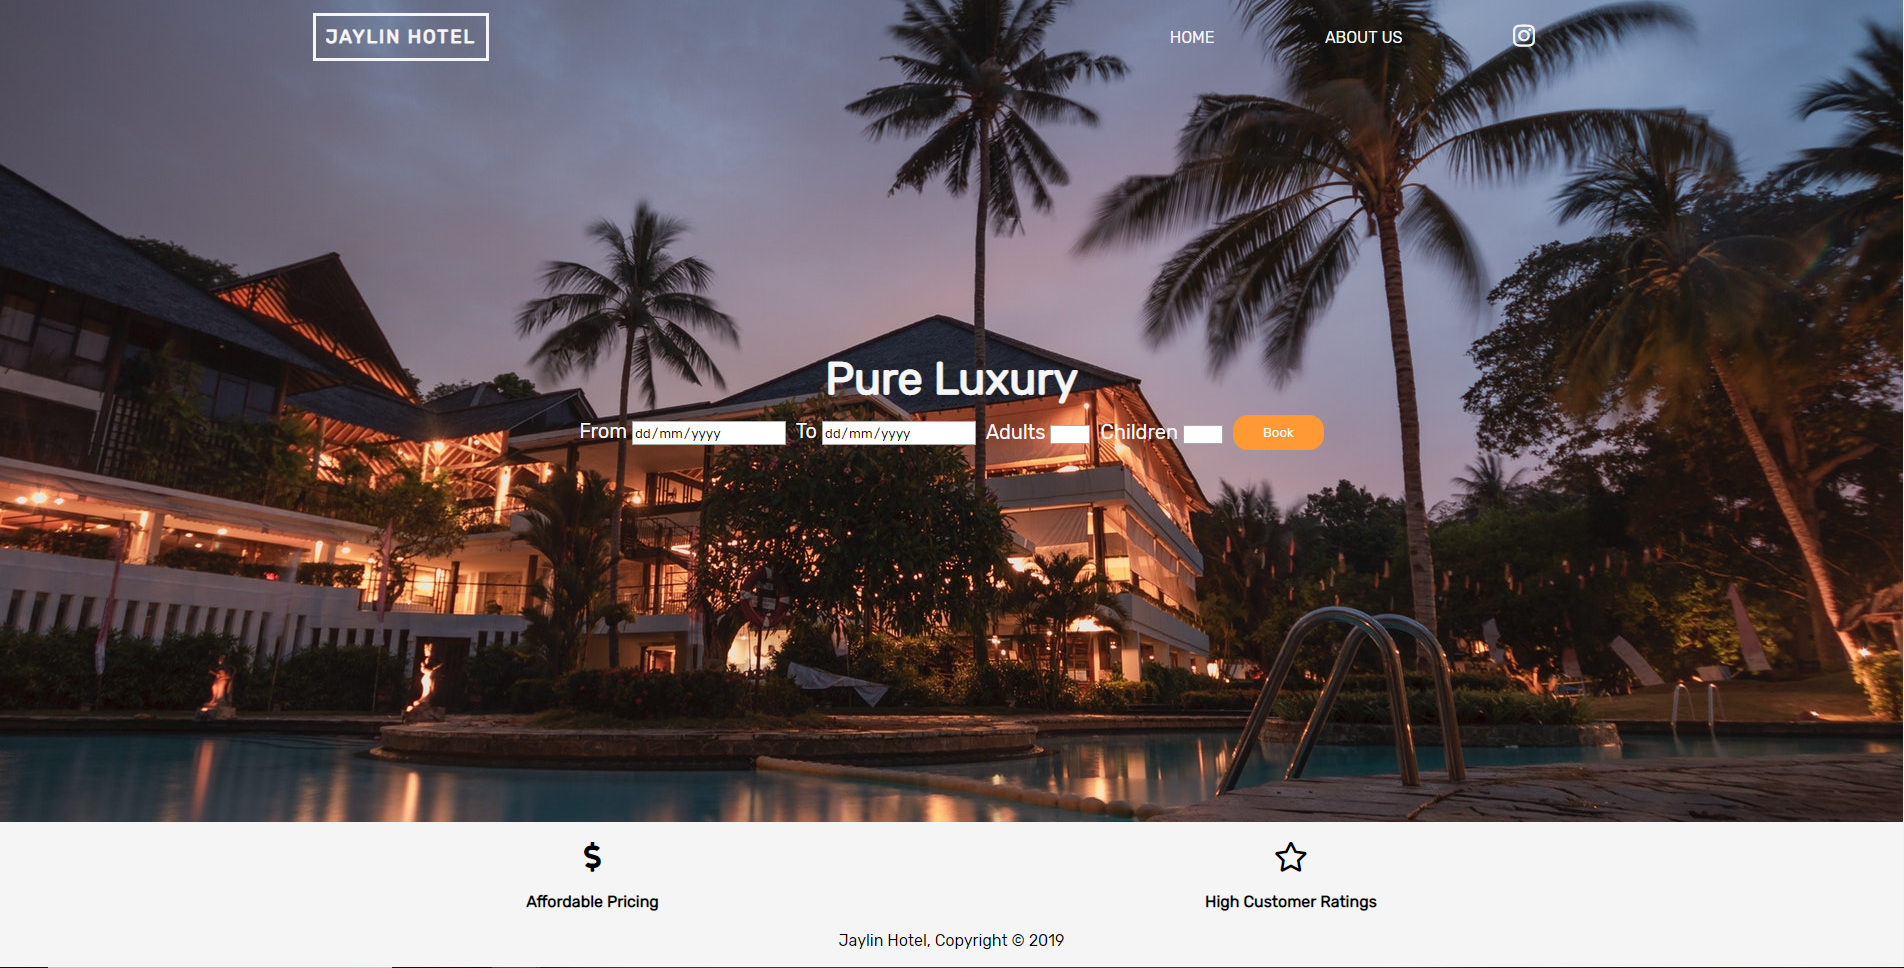 JAYLIN HOTEL HOME ABOUT US
Pure Luxury
From dd/mm/yyyy To dd/mm/yyyy Adults Children Book
Affordable Pricing High Customer Ratings
Jaylin Hotel, Copyright © 2019